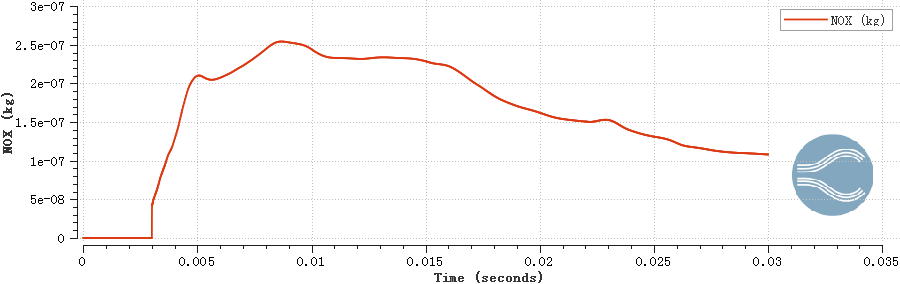 3e-07
NOX (kg)
2.5e-07
2e-07
1.5e-07
1e-07
5e-08
0
NOX (kg)
0 0.005 0.01 0.015 0.02 0.025 0.03 0.035
Time (seconds)